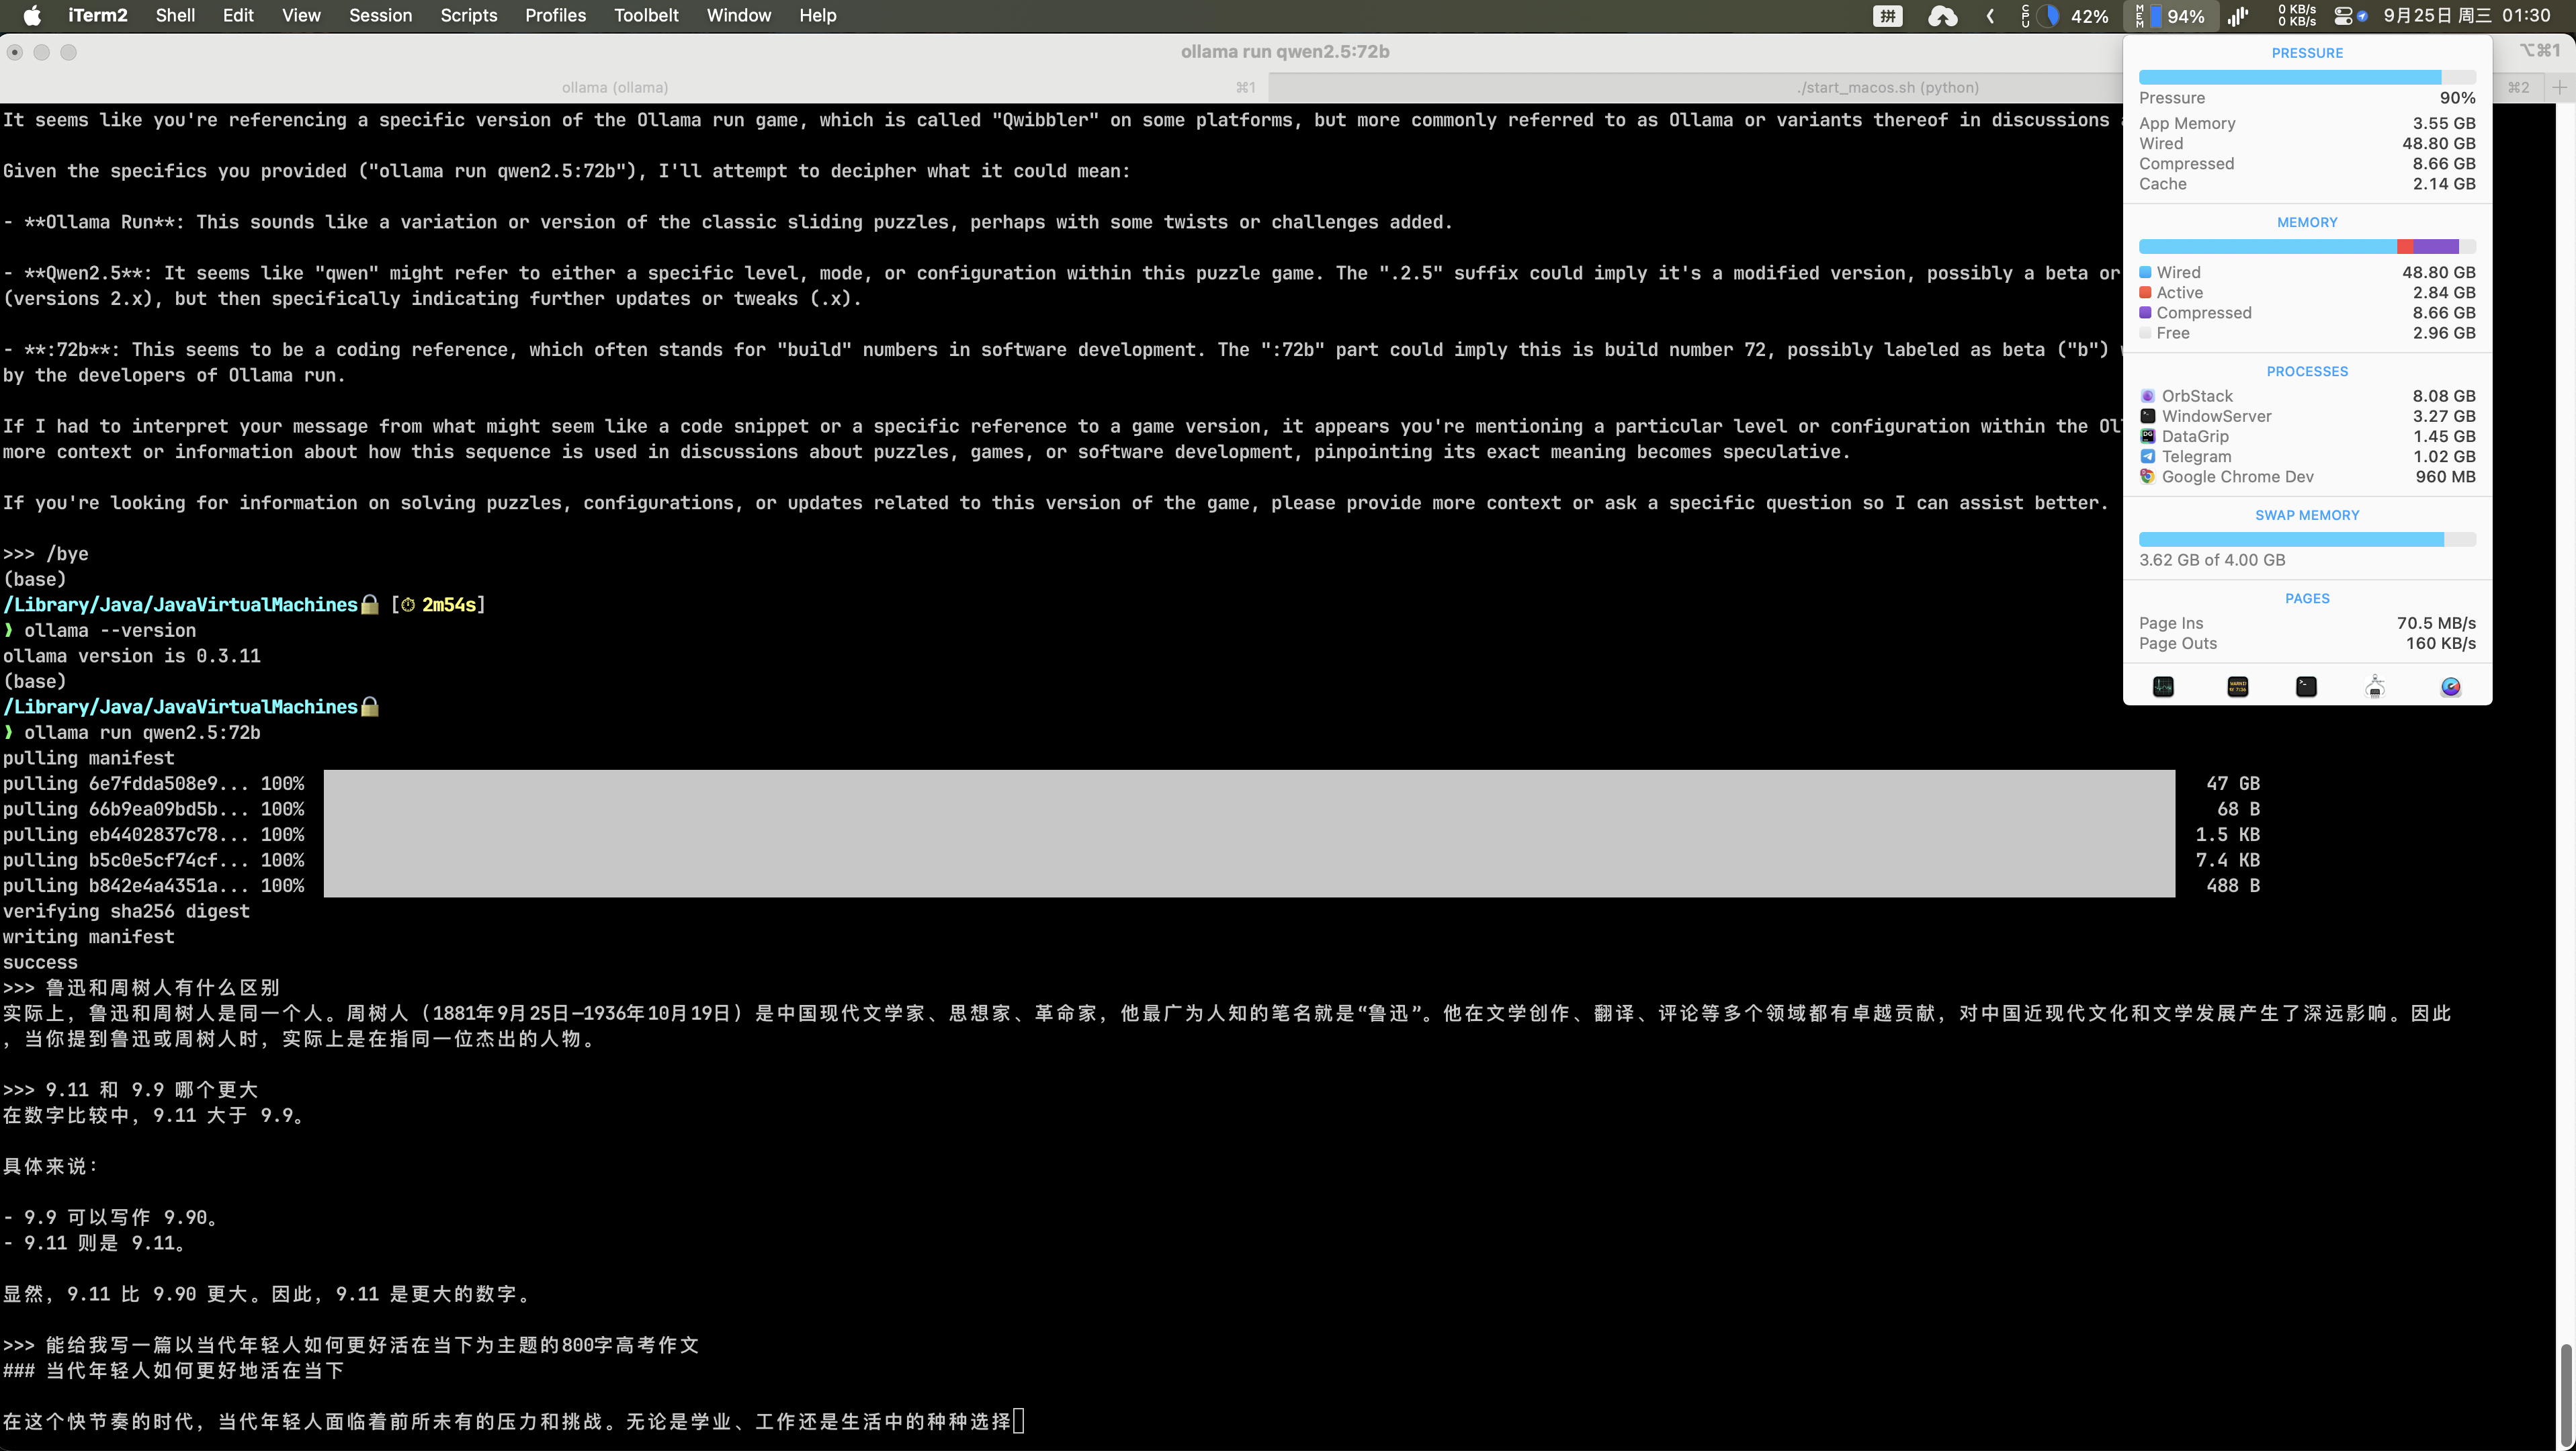 iTerm2 Shell Edit View Session Scripts Profiles Toolbelt Window Help 拼 CPU 42% MEM 94% 0 KB/s 0 KB/s 9月25日 周三 01:30
ollama run qwen2.5:72b ⌥⌘1
ollama (ollama) ⌘1 ./start_macos.sh (python) ⌘2
It seems like you're referencing a specific version of the Ollama run game, which is called "Qwibbler" on some platforms, but more commonly referred to as Ollama or variants thereof in discussions
Given the specifics you provided ("ollama run qwen2.5:72b"), I'll attempt to decipher what it could mean:
- **Ollama Run**: This sounds like a variation or version of the classic sliding puzzles, perhaps with some twists or challenges added.
- **Qwen2.5**: It seems like "qwen" might refer to either a specific level, mode, or configuration within this puzzle game. The ".2.5" suffix could imply it's a modified version, possibly a beta or
(versions 2.x), but then specifically indicating further updates or tweaks (.x).
- **:72b**: This seems to be a coding reference, which often stands for "build" numbers in software development. The ":72b" part could imply this is build number 72, possibly labeled as beta ("b")
by the developers of Ollama run.
If I had to interpret your message from what might seem like a code snippet or a specific reference to a game version, it appears you're mentioning a particular level or configuration within the Ol
more context or information about how this sequence is used in discussions about puzzles, games, or software development, pinpointing its exact meaning becomes speculative.
If you're looking for information on solving puzzles, configurations, or updates related to this version of the game, please provide more context or ask a specific question so I can assist better.
>>> /bye
(base)
/Library/Java/JavaVirtualMachines🔒 [⏱ 2m54s]
❯ ollama --version
ollama version is 0.3.11
(base)
/Library/Java/JavaVirtualMachines🔒
❯ ollama run qwen2.5:72b
pulling manifest
pulling 6e7fdda508e9... 100% 47 GB
pulling 66b9ea09bd5b... 100% 68 B
pulling eb4402837c78... 100% 1.5 KB
pulling b5c0e5cf74cf... 100% 7.4 KB
pulling b842e4a4351a... 100% 488 B
verifying sha256 digest
writing manifest
success
>>> 鲁迅和周树人有什么区别
实际上，鲁迅和周树人是同一个人。周树人（1881年9月25日—1936年10月19日）是中国现代文学家、思想家、革命家，他最广为人知的笔名就是“鲁迅”。他在文学创作、翻译、评论等多个领域都有卓越贡献，对中国近现代文化和文学发展产生了深远影响。因此
，当你提到鲁迅或周树人时，实际上是在指同一位杰出的人物。
>>> 9.11 和 9.9 哪个更大
在数字比较中，9.11 大于 9.9。
具体来说：
- 9.9 可以写作 9.90。
- 9.11 则是 9.11。
显然，9.11 比 9.90 更大。因此，9.11 是更大的数字。
>>> 能给我写一篇以当代年轻人如何更好活在当下为主题的800字高考作文
### 当代年轻人如何更好地活在当下
在这个快节奏的时代，当代年轻人面临着前所未有的压力和挑战。无论是学业、工作还是生活中的种种选择
PRESSURE
Pressure 90%
App Memory 3.55 GB
Wired 48.80 GB
Compressed 8.66 GB
Cache 2.14 GB
MEMORY
Wired 48.80 GB
Active 2.84 GB
Compressed 8.66 GB
Free 2.96 GB
PROCESSES
OrbStack 8.08 GB
WindowServer 3.27 GB
DataGrip 1.45 GB
Telegram 1.02 GB
Google Chrome Dev 960 MB
SWAP MEMORY
3.62 GB of 4.00 GB
PAGES
Page Ins 70.5 MB/s
Page Outs 160 KB/s